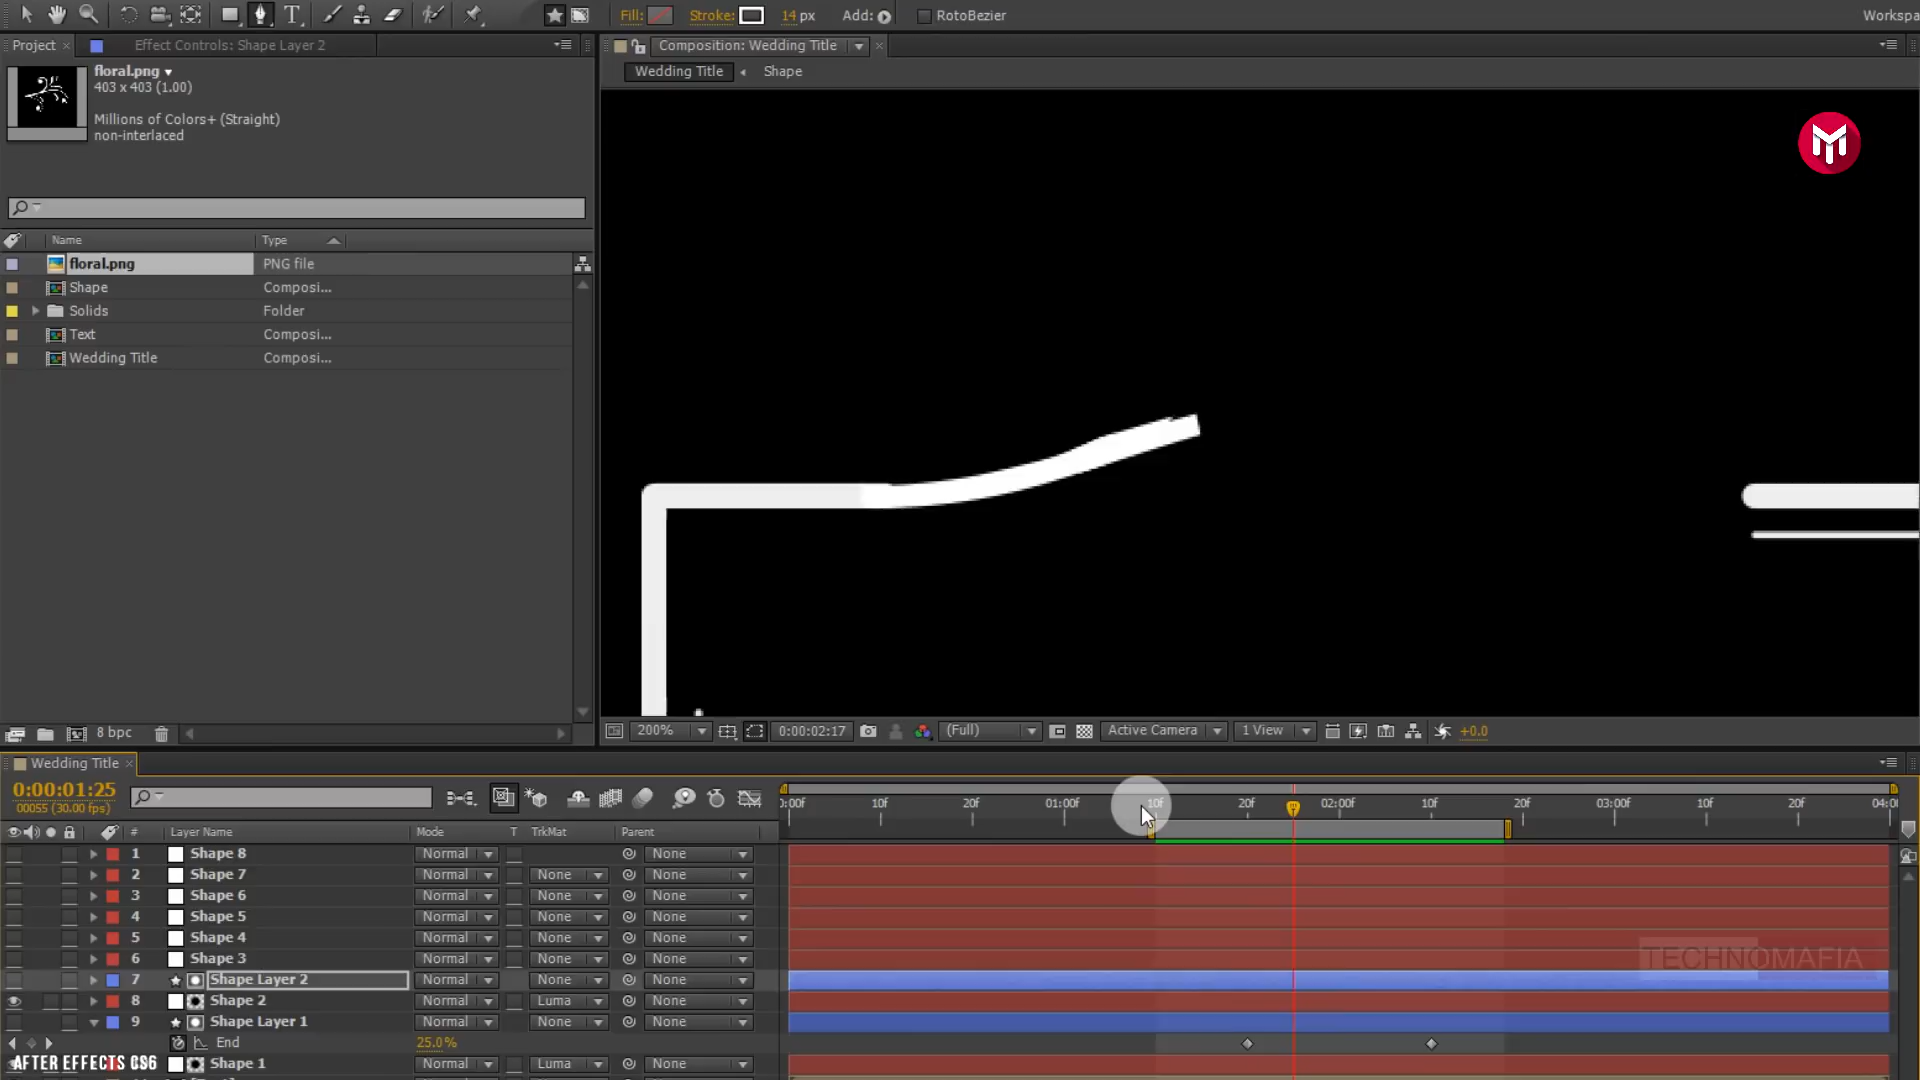 Fill: Stroke: 14 px Add: RotoBezier Workspa
Project Effect Controls: Shape Layer 2 Composition: Wedding Title
floral.png
403 x 403 (1.00)
Millions of Colors+ (Straight)
non-interlaced
Wedding Title Shape
Name Type
floral.png PNG file
Shape Composi...
Solids Folder
Text Composi...
Wedding Title Composi...
8 bpc 200% 0:00:02:17 (Full) Active Camera 1 View +0.0
Wedding Title
0:00:01:25
00055 (30.00 fps)
):00f 10f 20f 01:00f 10f 20f 02:00f 10f 20f 03:00f 10f 20f 04:00
# Layer Name Mode T TrkMat Parent
1 Shape 8 Normal None
2 Shape 7 Normal None None
3 Shape 6 Normal None None
4 Shape 5 Normal None None
5 Shape 4 Normal None None
6 Shape 3 Normal None None
7 Shape Layer 2 Normal None None
8 Shape 2 Normal Luma None
9 Shape Layer 1 Normal None None
End 25.0%
Shape 1 Normal Luma None
AFTER EFFECTS CS6
TECHNOMAFIA